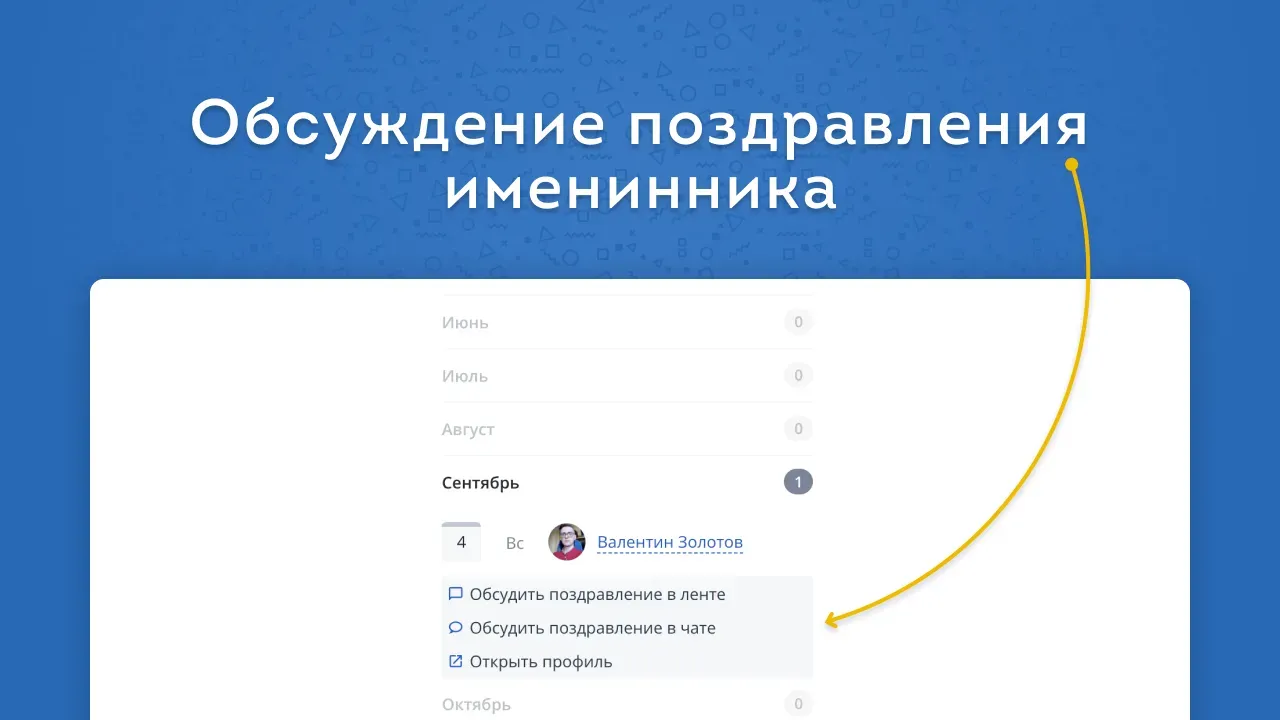 Обсуждение поздравления
именинника
Июнь 0
Июль 0
Август 0
Сентябрь 1
4 Вс Валентин Золотов
Обсудить поздравление в ленте
Обсудить поздравление в чате
Открыть профиль
Октябрь 0